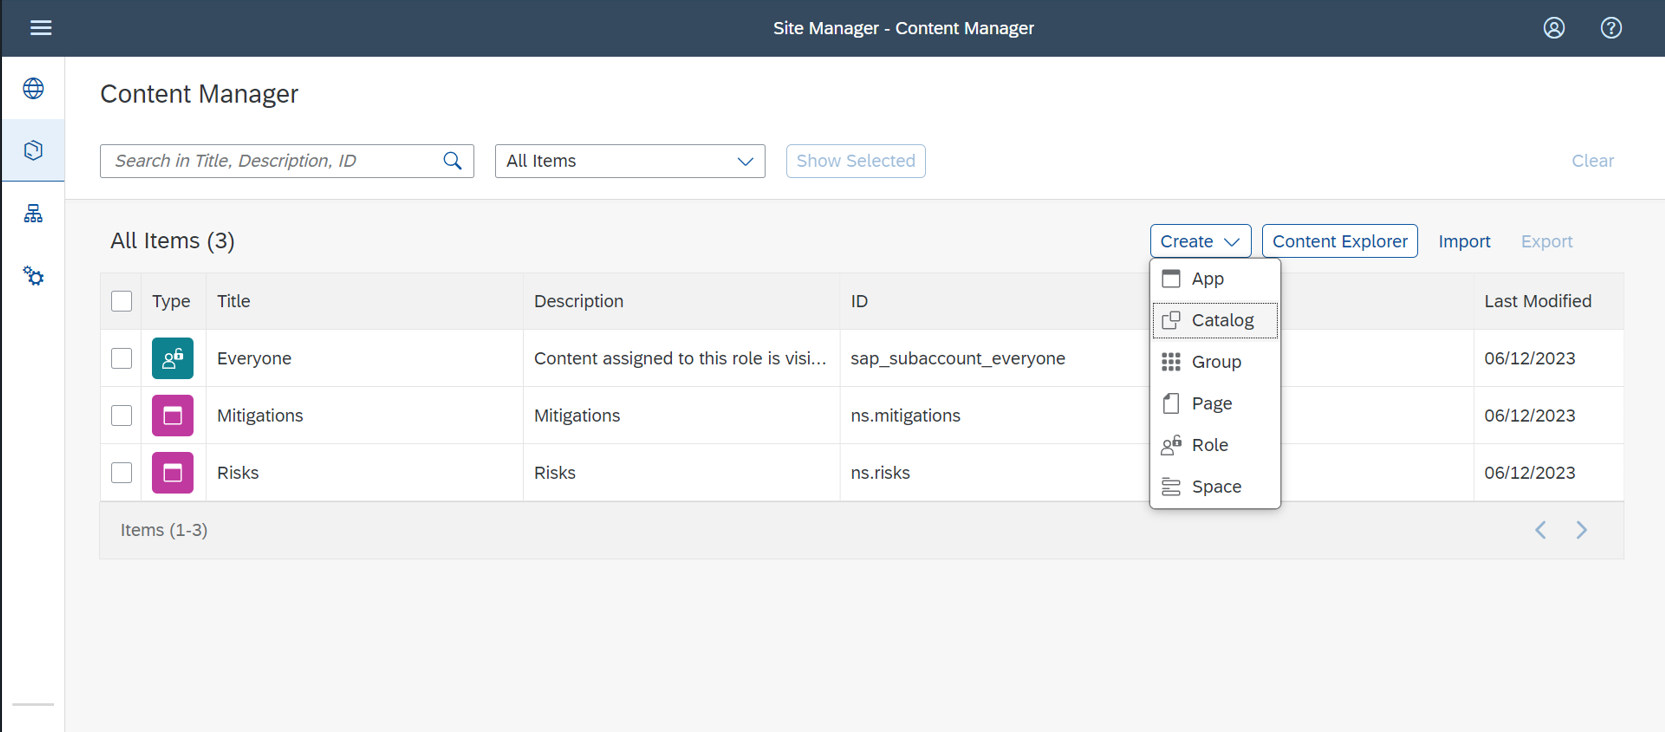 Site Manager - Content Manager
Content Manager
Search in Title, Description, ID
All Items
Show Selected
Clear
All Items (3)
Create
Content Explorer
Import
Export
App
Catalog
Group
Page
Role
Space
Type
Title
Description
ID
Last Modified
Everyone
Content assigned to this role is visi...
sap_subaccount_everyone
06/12/2023
Mitigations
Mitigations
ns.mitigations
06/12/2023
Risks
Risks
ns.risks
06/12/2023
Items (1-3)